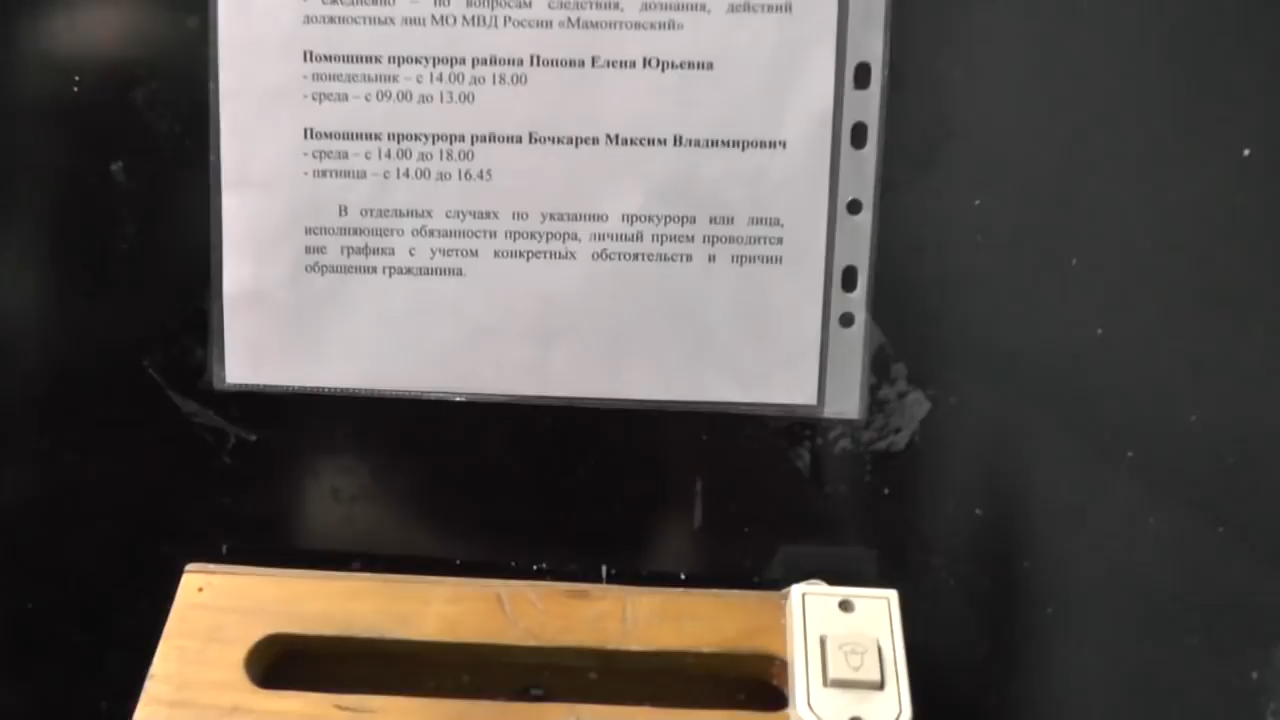 - ежедневно – по вопросам следствия, дознания, действий
должностных лиц МО МВД России «Мамонтовский»
Помощник прокурора района Попова Елена Юрьевна
- понедельник – с 14.00 до 18.00
- среда – с 09.00 до 13.00
Помощник прокурора района Бочкарев Максим Владимирович
- среда – с 14.00 до 18.00
- пятница – с 14.00 до 16.45
В отдельных случаях по указанию прокурора или лица,
исполняющего обязанности прокурора, личный прием проводится
вне графика с учетом конкретных обстоятельств и причин
обращения гражданина.